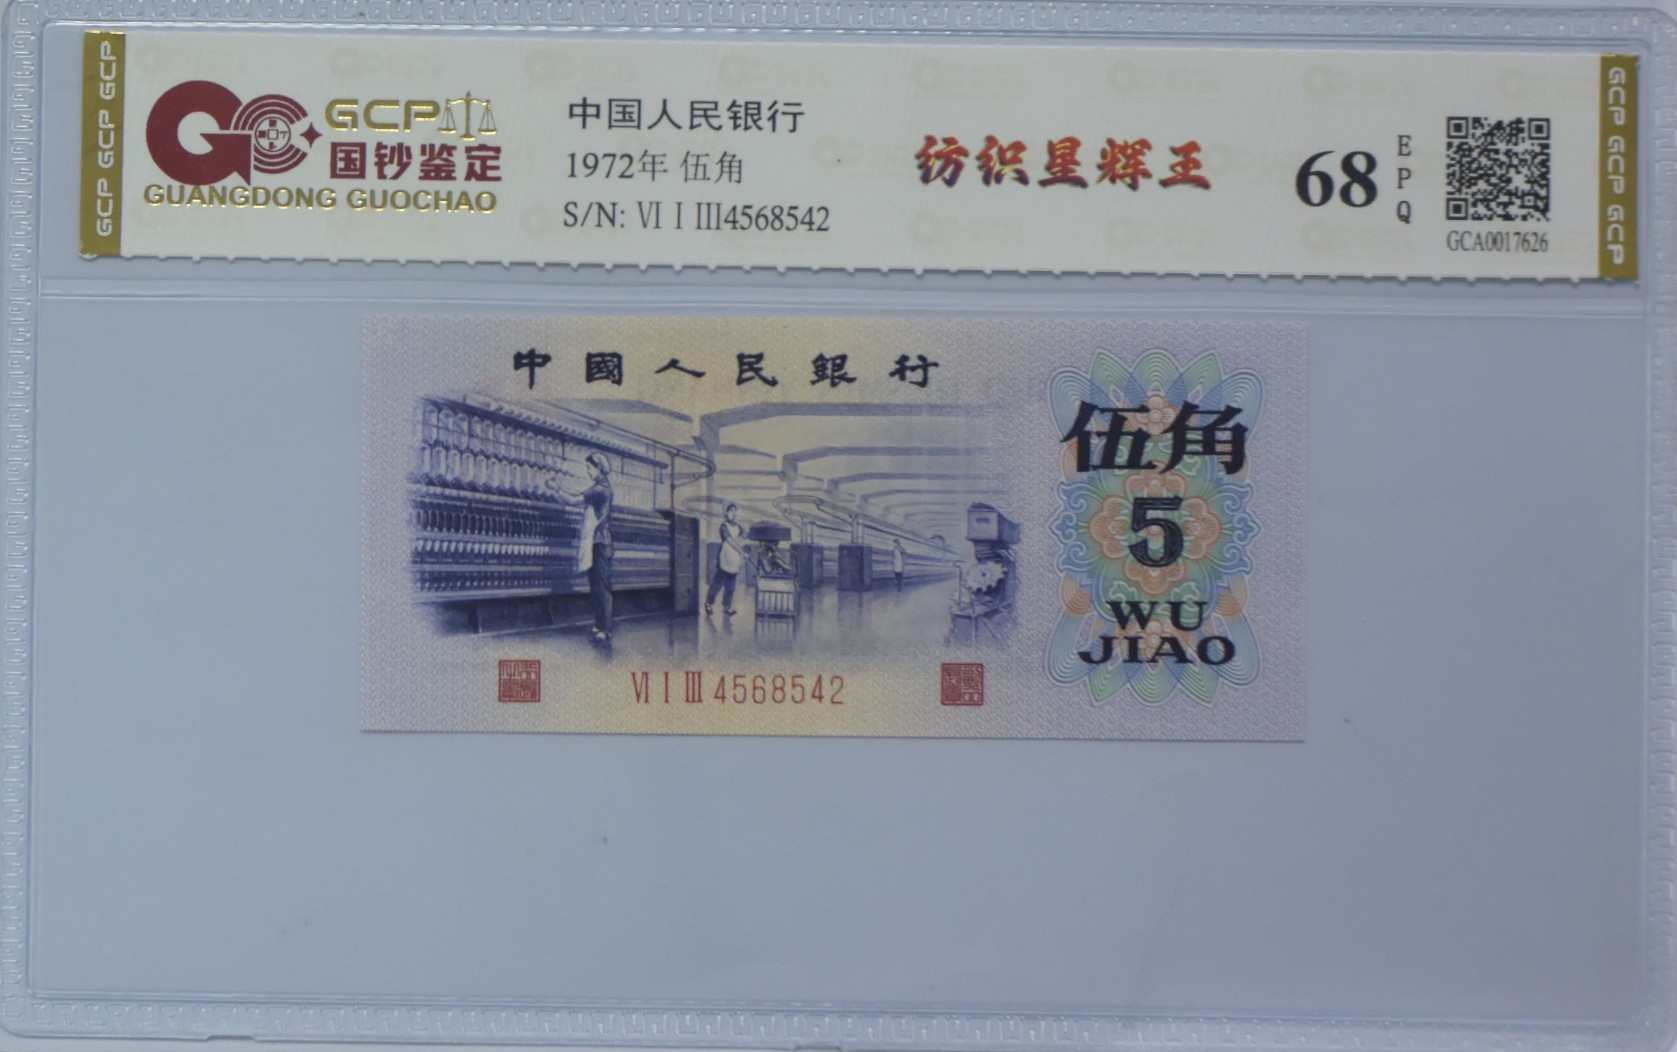 GCP GCP GCP
GCP
国钞鉴定
GUANGDONG GUOCHAO
中国人民银行
1972年 伍角
S/N: Ⅵ Ⅰ Ⅲ4568542
纺织星辉王
68
EPQ
GCA0017626
GCP GCP GCP
中國人民銀行
伍角
5
WU
JIAO
Ⅵ Ⅰ Ⅲ 4568542